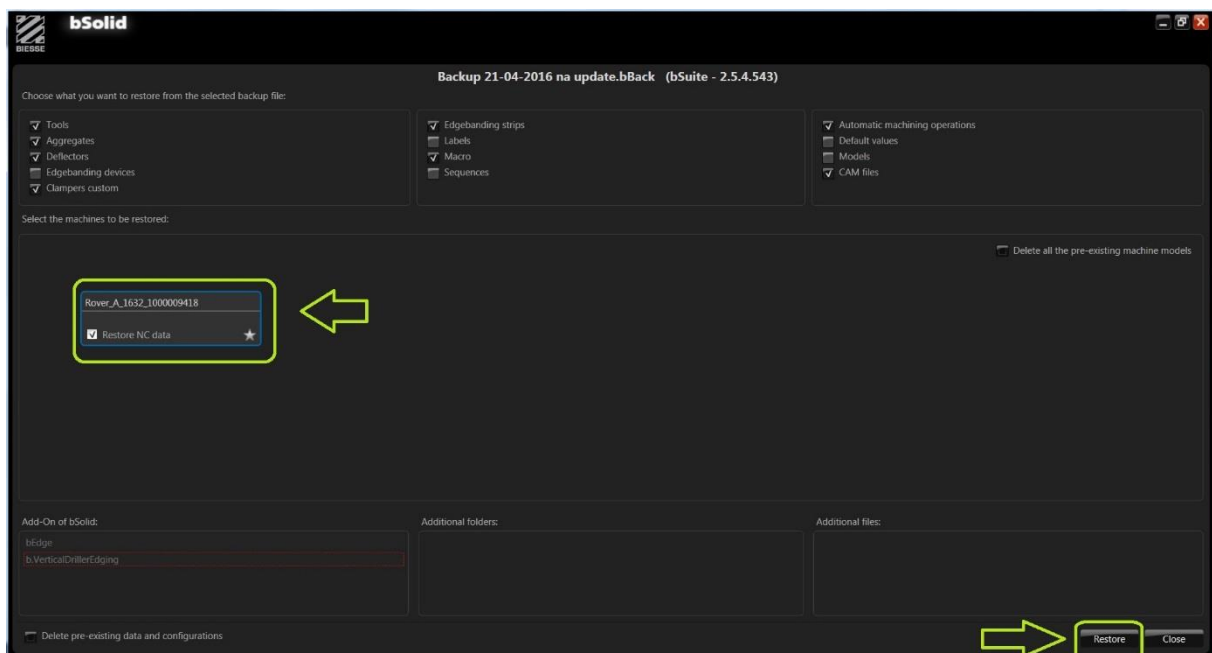 bSolid
BIESSE
Backup 21-04-2016 na update.bBack (bSuite - 2.5.4.543)
Choose what you want to restore from the selected backup file:
Tools
Aggregates
Deflectors
Edgebanding devices
Clampers custom
Edgebanding strips
Labels
Macro
Sequences
Automatic machining operations
Default values
Models
CAM files
Select the machines to be restored:
Delete all the pre-existing machine models
Rover_A_1632_1000009418
Restore NC data
Add-On of bSolid:
bEdge
b.VerticalDrillerEdging
Additional folders:
Additional files:
Delete pre-existing data and configurations
Restore
Close